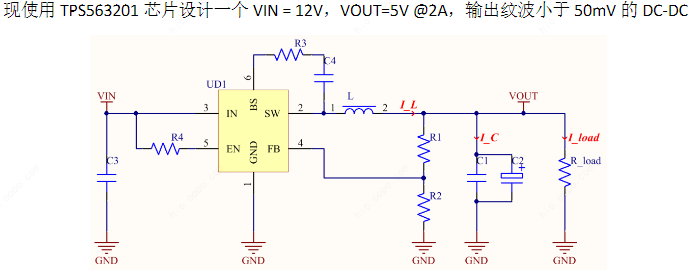 现使用 TPS563201 芯片设计一个 VIN = 12V，VOUT=5V @2A，输出纹波小于 50mV 的 DC-DC
R3
C4
UD1
6
VIN
BS
L
I_L
VOUT
3
IN
SW
2
1
2
R4
5
EN
FB
4
R1
I_C
I_load
GND
C3
C1
C2
+
R_load
1
R2
GND
GND
GND
GND
GND